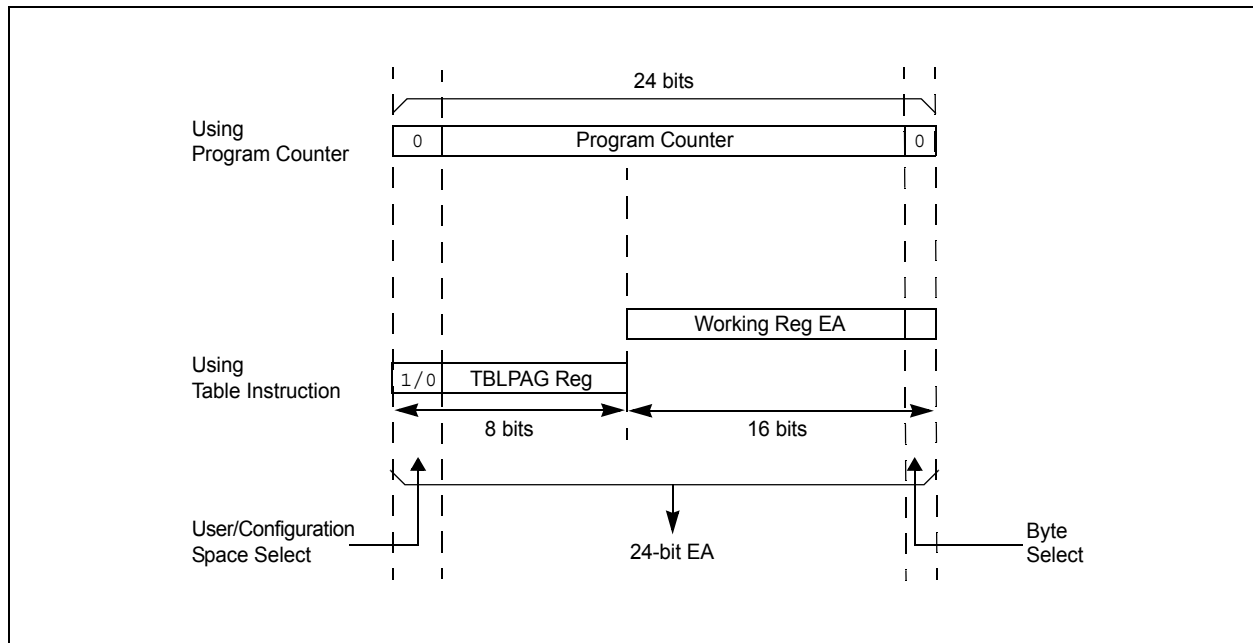 24 bits
Using
Program Counter
0
Program Counter
0
Working Reg EA
Using
Table Instruction
1/0
TBLPAG Reg
8 bits
16 bits
User/Configuration
Space Select
24-bit EA
Byte
Select